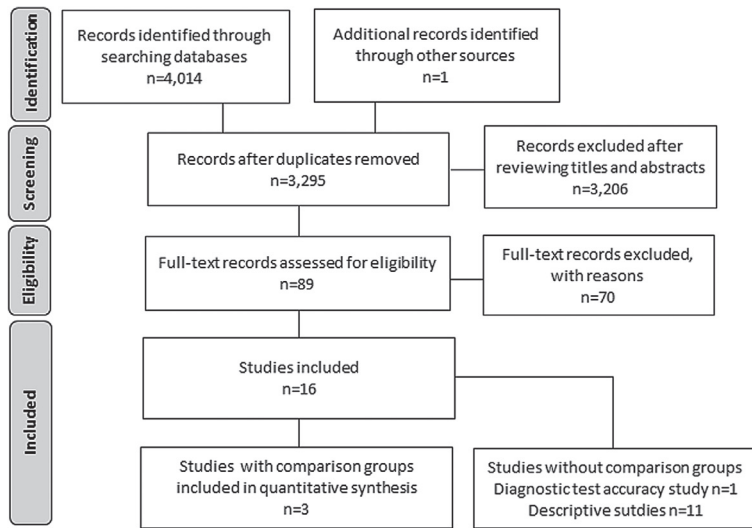 Identification
Records identified through
searching databases
n=4,014
Additional records identified
through other sources
n=1
Screening
Records after duplicates removed
n=3,295
Records excluded after
reviewing titles and abstracts
n=3,206
Eligibility
Full-text records assessed for eligibility
n=89
Full-text records excluded,
with reasons
n=70
Included
Studies included
n=16
Studies with comparison groups
included in quantitative synthesis
n=3
Studies without comparison groups
Diagnostic test accuracy study n=1
Descriptive sutdies n=11